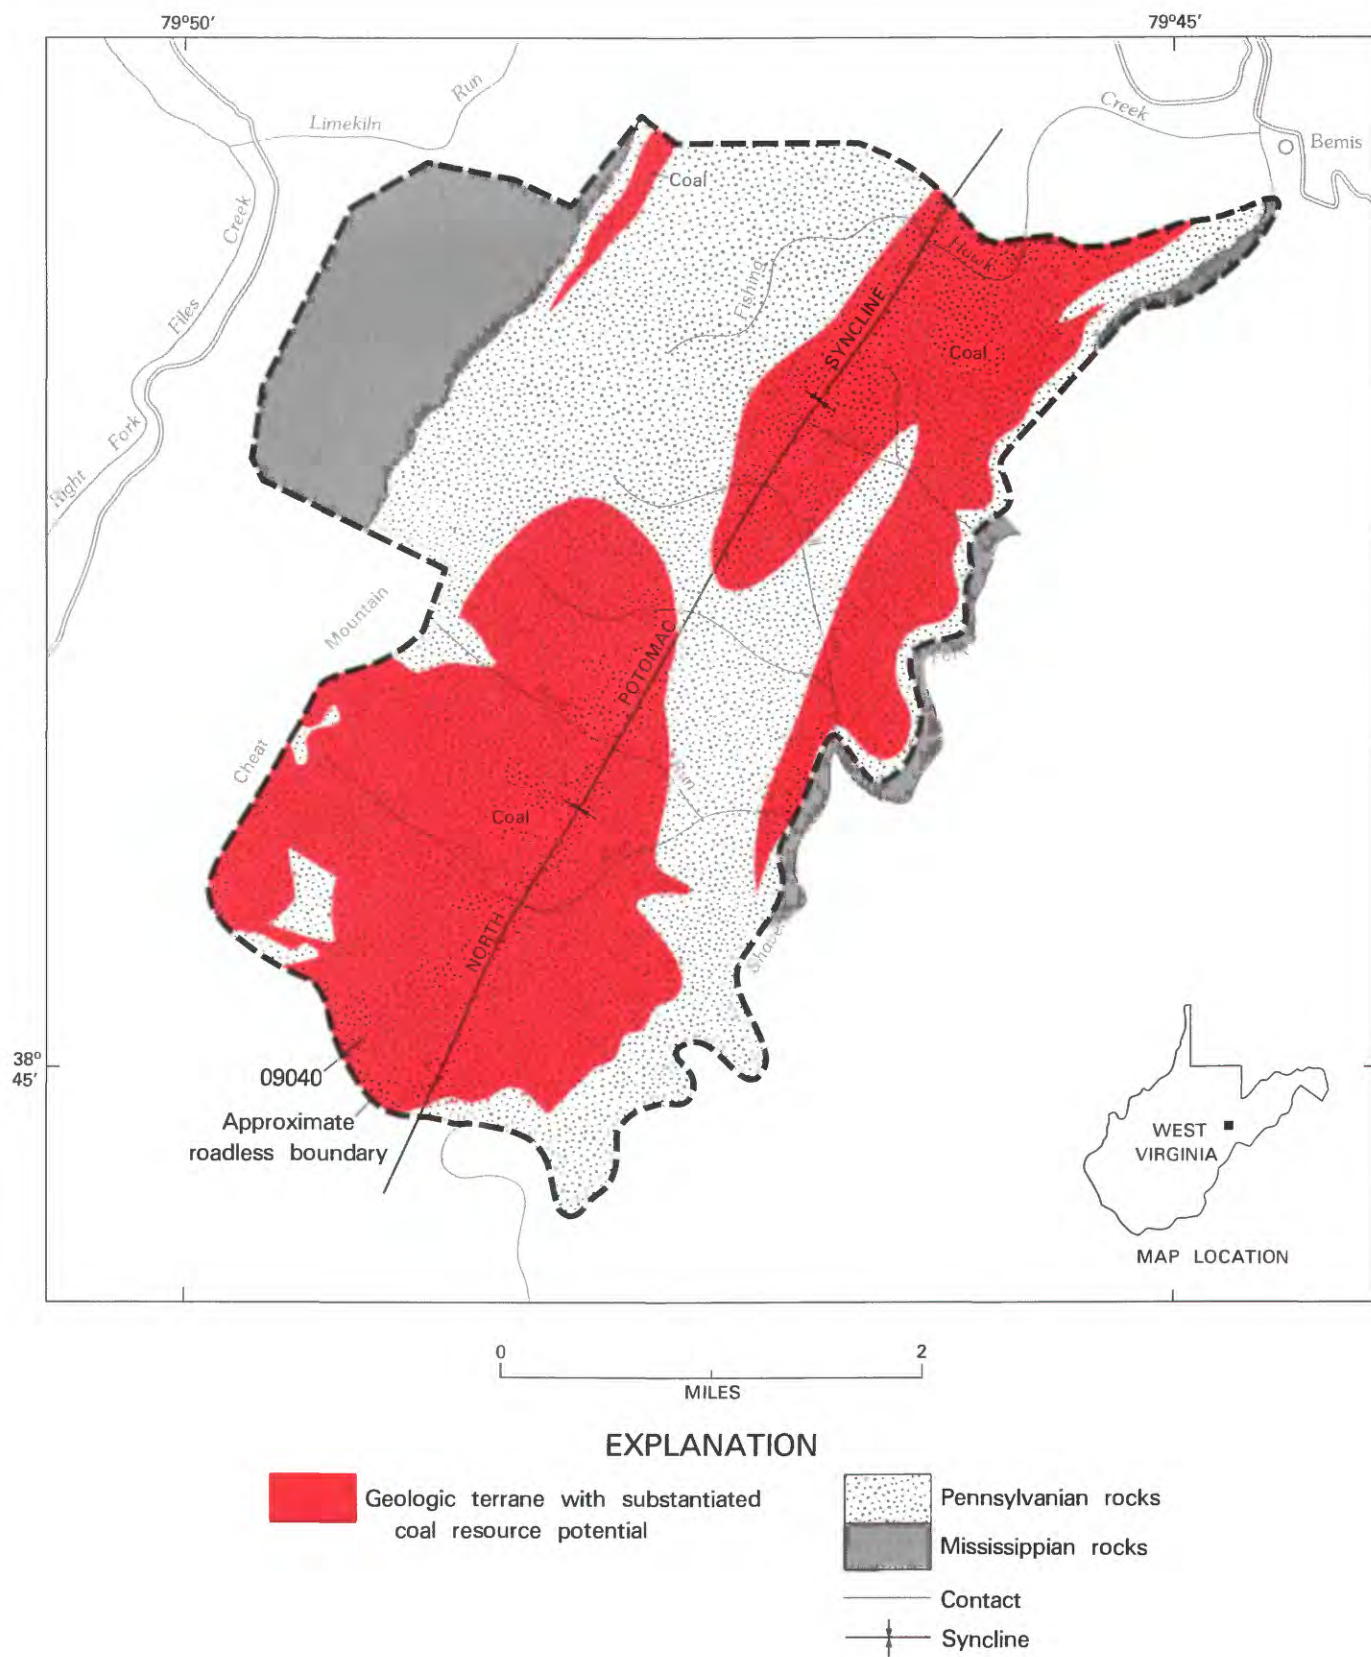 79°50'
79°45'
Limekiln
Run
Creek
Bemis
Coal
Creek
Files
Fishing
Hawk
SYNCLINE
Coal
Fork
Right
Mountain
POTOMAC
Fork
Cheat
Run
Coal
NORTH
38°
45'
09040
Approximate
roadless boundary
WEST
VIRGINIA
MAP LOCATION
0
2
MILES
EXPLANATION
Geologic terrane with substantiated
coal resource potential
Pennsylvanian rocks
Mississippian rocks
Contact
Syncline